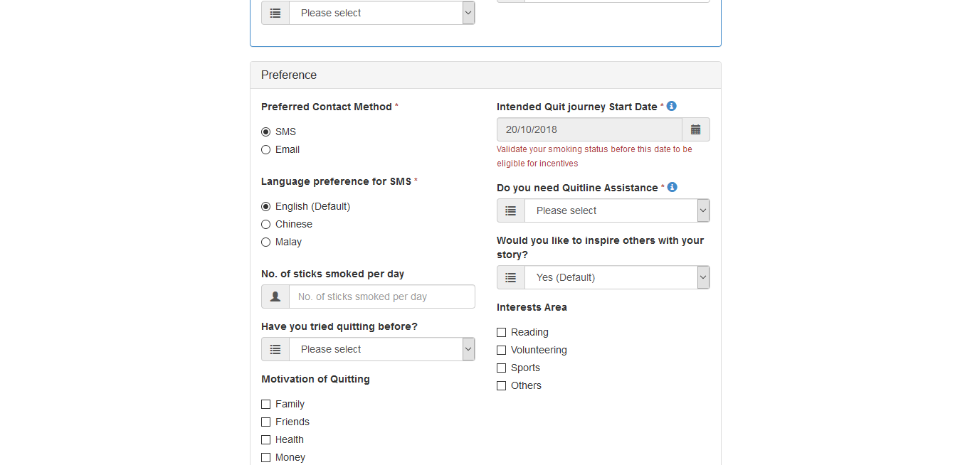 Please select
Preference
Preferred Contact Method *
SMS
Email
Language preference for SMS *
English (Default)
Chinese
Malay
No. of sticks smoked per day
No. of sticks smoked per day
Have you tried quitting before?
Please select
Motivation of Quitting
Family
Friends
Health
Money
Intended Quit journey Start Date *
20/10/2018
Validate your smoking status before this date to be
eligible for incentives
Do you need Quitline Assistance *
Please select
Would you like to inspire others with your
story?
Yes (Default)
Interests Area
Reading
Volunteering
Sports
Others